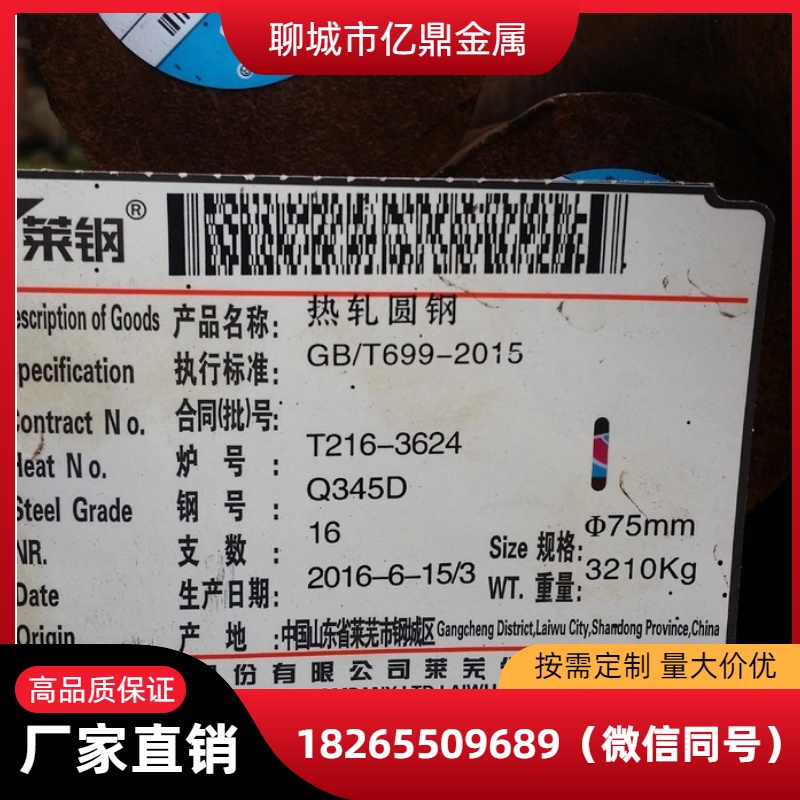 聊城市亿鼎金属
莱钢®
escription of Goods 产品名称: 热轧圆钢
pecification 执行标准: GB/T699-2015
Contract No. 合同(批)号:
Heat No. 炉 号: T216-3624
Steel Grade 钢 号: Q345D
NR. 支 数: 16 Size 规格: Φ75mm
Date 生产日期: 2016-6-15/3 WT. 重量: 3210Kg
Origin 产 地: 中国山东省莱芜市钢城区 Gangcheng District,Laiwu City,Shandong Province,China
份有限公司莱芜
按需定制 量大价优
高品质保证
厂家直销
18265509689（微信同号）